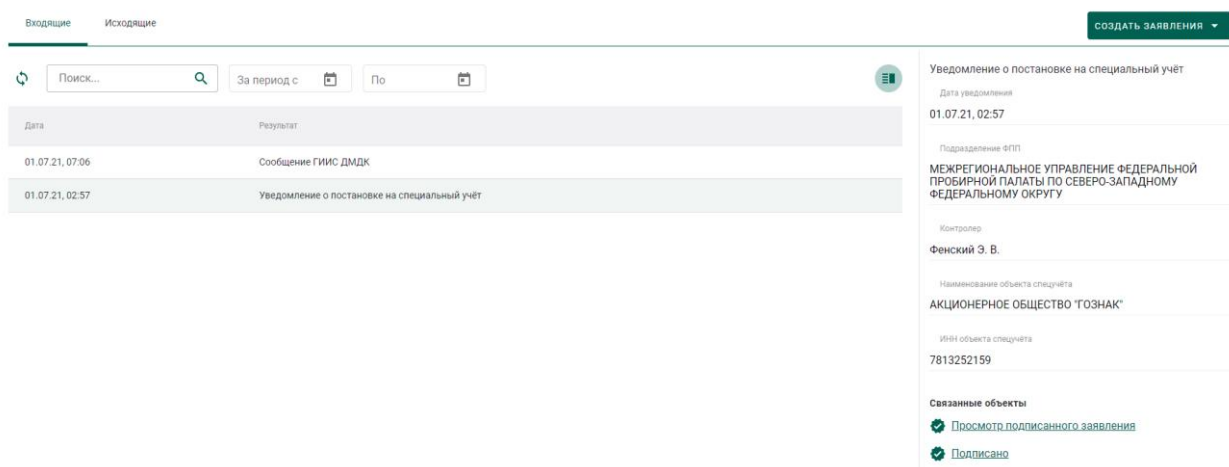 Входящие Исходящие
СОЗДАТЬ ЗАЯВЛЕНИЯ
Поиск... За период с По
Дата Результат
01.07.21, 07:06 Сообщение ГИИС ДМДК
01.07.21, 02:57 Уведомление о постановке на специальный учёт
Уведомление о постановке на специальный учёт
Дата уведомления
01.07.21, 02:57
Подразделение ФПП
МЕЖРЕГИОНАЛЬНОЕ УПРАВЛЕНИЕ ФЕДЕРАЛЬНОЙ
ПРОБИРНОЙ ПАЛАТЫ ПО СЕВЕРО-ЗАПАДНОМУ
ФЕДЕРАЛЬНОМУ ОКРУГУ
Контролер
Фенский Э. В.
Наименование объекта спецучёта
АКЦИОНЕРНОЕ ОБЩЕСТВО "ГОЗНАК"
ИНН объекта спецучёта
7813252159
Связанные объекты
Просмотр подписанного заявления
Подписано